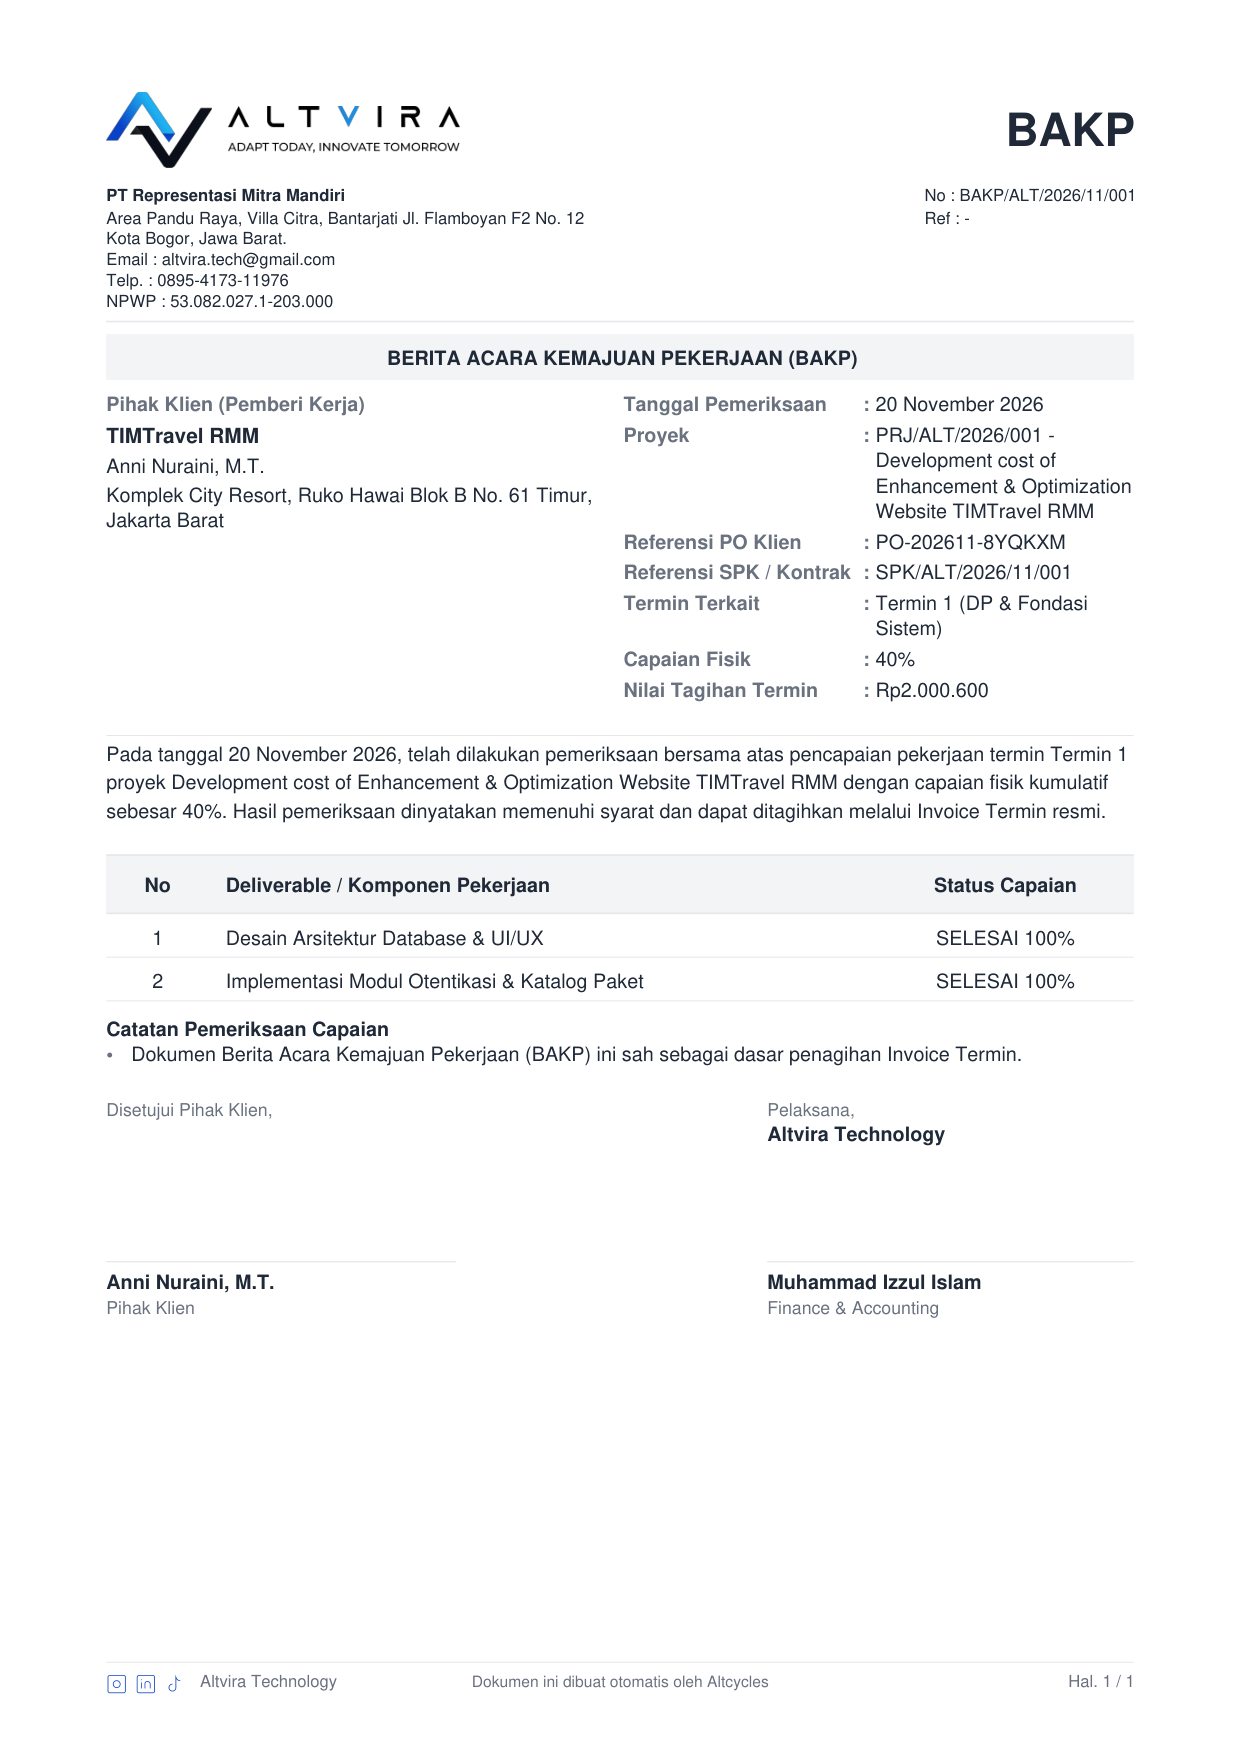 ALTVIRA
ADAPT TODAY, INNOVATE TOMORROW
BAKP
PT Representasi Mitra Mandiri
Area Pandu Raya, Villa Citra, Bantarjati Jl. Flamboyan F2 No. 12
Kota Bogor, Jawa Barat.
Email : altvira.tech@gmail.com
Telp. : 0895-4173-11976
NPWP : 53.082.027.1-203.000
No : BAKP/ALT/2026/11/001
Ref : -
BERITA ACARA KEMAJUAN PEKERJAAN (BAKP)
Pihak Klien (Pemberi Kerja)
TIMTravel RMM
Anni Nuraini, M.T.
Komplek City Resort, Ruko Hawai Blok B No. 61 Timur,
Jakarta Barat
Tanggal Pemeriksaan : 20 November 2026
Proyek : PRJ/ALT/2026/001 -
Development cost of
Enhancement & Optimization
Website TIMTravel RMM
Referensi PO Klien : PO-202611-8YQKXM
Referensi SPK / Kontrak : SPK/ALT/2026/11/001
Termin Terkait : Termin 1 (DP & Fondasi
Sistem)
Capaian Fisik : 40%
Nilai Tagihan Termin : Rp2.000.600
Pada tanggal 20 November 2026, telah dilakukan pemeriksaan bersama atas pencapaian pekerjaan termin Termin 1
proyek Development cost of Enhancement & Optimization Website TIMTravel RMM dengan capaian fisik kumulatif
sebesar 40%. Hasil pemeriksaan dinyatakan memenuhi syarat dan dapat ditagihkan melalui Invoice Termin resmi.
No Deliverable / Komponen Pekerjaan Status Capaian
1 Desain Arsitektur Database & UI/UX SELESAI 100%
2 Implementasi Modul Otentikasi & Katalog Paket SELESAI 100%
Catatan Pemeriksaan Capaian
• Dokumen Berita Acara Kemajuan Pekerjaan (BAKP) ini sah sebagai dasar penagihan Invoice Termin.
Disetujui Pihak Klien,
Pelaksana,
Altvira Technology
Anni Nuraini, M.T.
Pihak Klien
Muhammad Izzul Islam
Finance & Accounting
Altvira Technology Dokumen ini dibuat otomatis oleh Altcycles Hal. 1 / 1